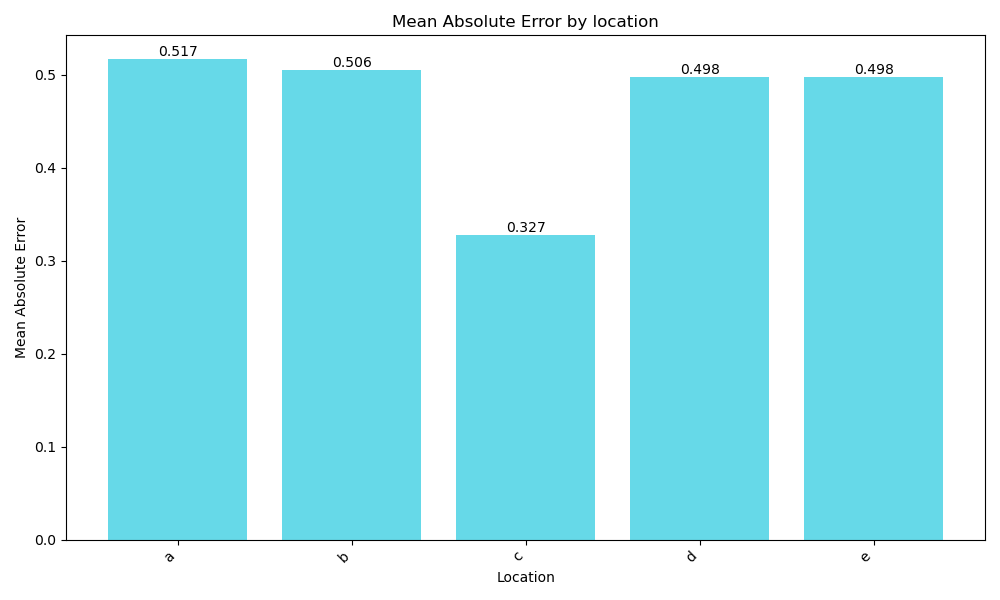 Mean Absolute Error by location
0.517
0.506
0.327
0.498
0.498
Mean Absolute Error
0.5
0.4
0.3
0.2
0.1
0.0
a
b
c
d
e
Location